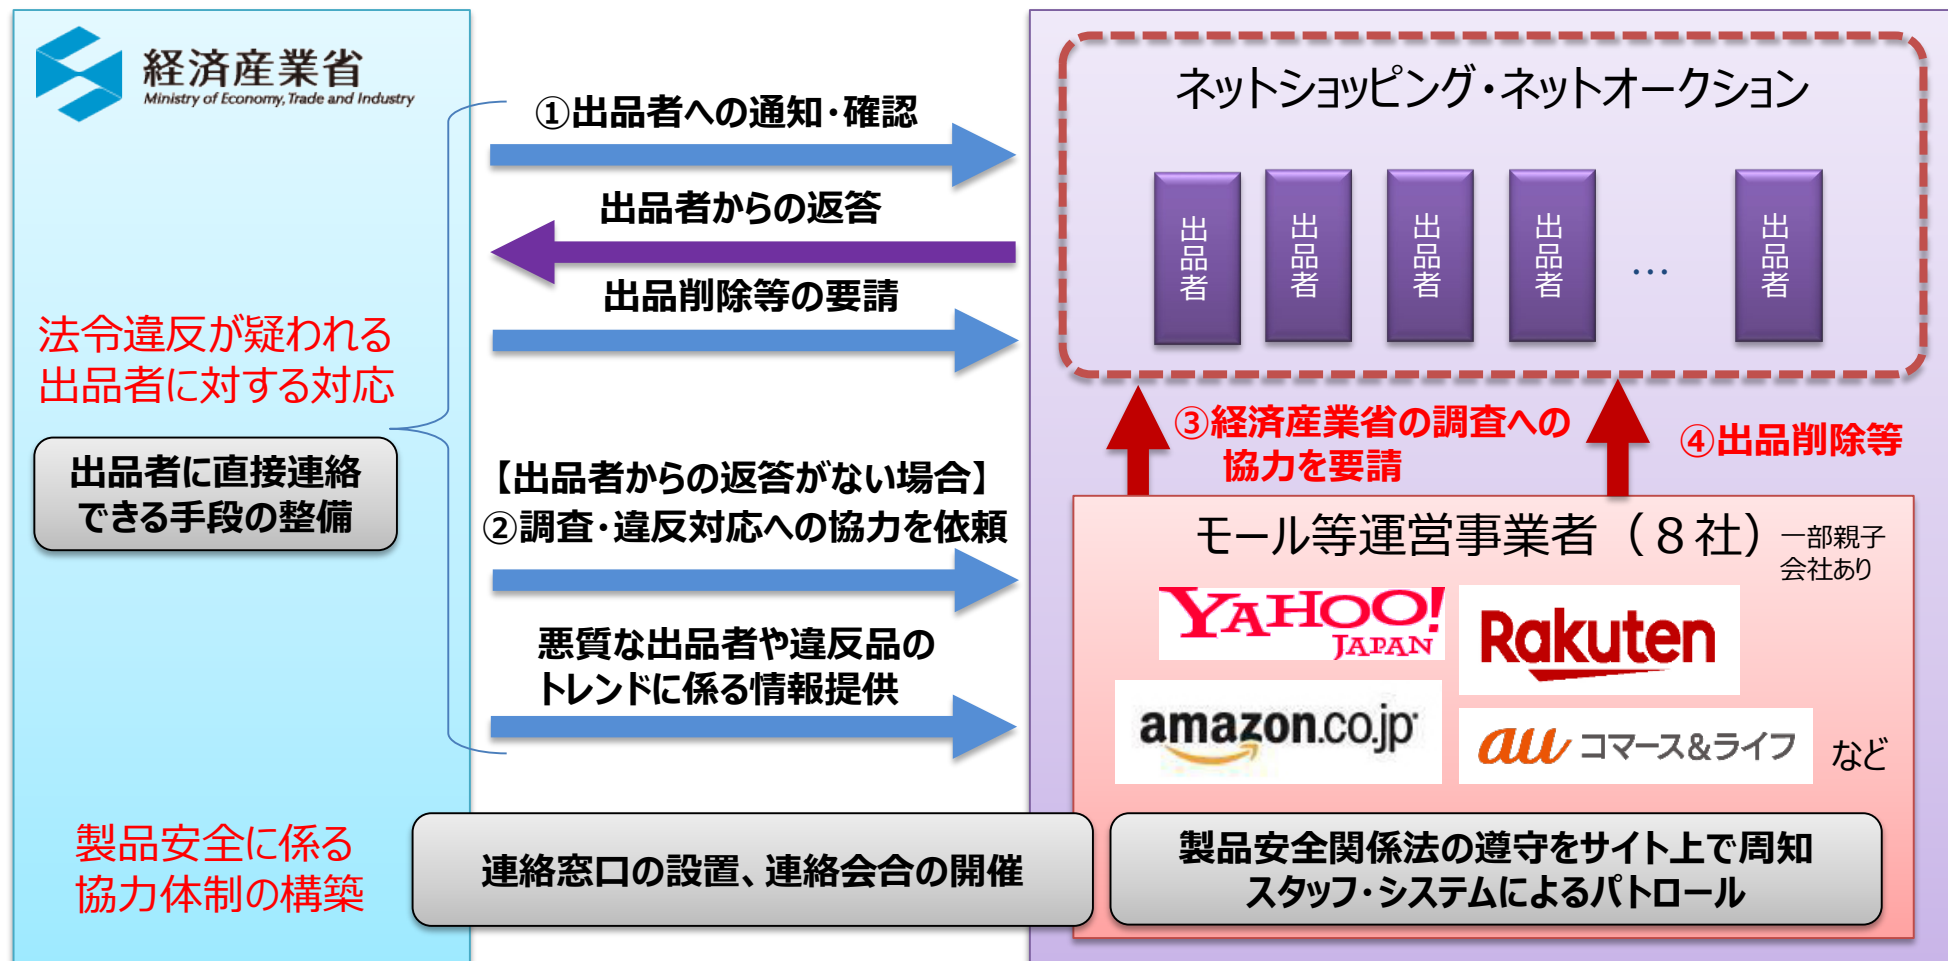 経済産業省
Ministry of Economy, Trade and Industry
法令違反が疑われる
出品者に対する対応
出品者に直接連絡
できる手段の整備
製品安全に係る
協力体制の構築
①出品者への通知・確認
出品者からの返答
出品削除等の要請
【出品者からの返答がない場合】
②調査・違反対応への協力を依頼
悪質な出品者や違反品の
トレンドに係る情報提供
連絡窓口の設置、連絡会合の開催
ネットショッピング・ネットオークション
出品者
出品者
出品者
出品者
…
出品者
③経済産業省の調査への
協力を要請
④出品削除等
モール等運営事業者（８社）
一部親子
会社あり
YAHOO!
JAPAN
Rakuten
amazon.co.jp
au コマース&ライフ
など
製品安全関係法の遵守をサイト上で周知
スタッフ・システムによるパトロール